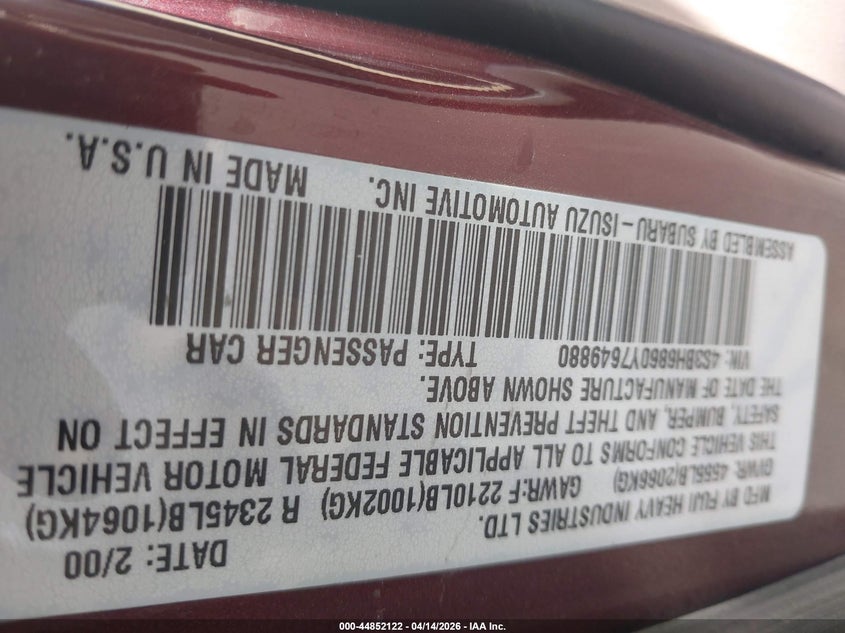 MFD BY FUJI HEAVY INDUSTRIES LTD. DATE: 2/00
GVWR: 4555LB(2066KG) GAWR:F 2210LB(1002KG) R 2345LB(1064KG)
THIS VEHICLE CONFORMS TO ALL APPLICABLE FEDERAL MOTOR VEHICLE
SAFETY, BUMPER, AND THEFT PREVENTION STANDARDS IN EFFECT ON
THE DATE OF MANUFACTURE SHOWN ABOVE.
VIN: 4S3BH6860Y7649880 TYPE: PASSENGER CAR
ASSEMBLED BY SUBARU-ISUZU AUTOMOTIVE INC. MADE IN U.S.A.
000-44852122 | 04/14/2026 | IAA Inc.